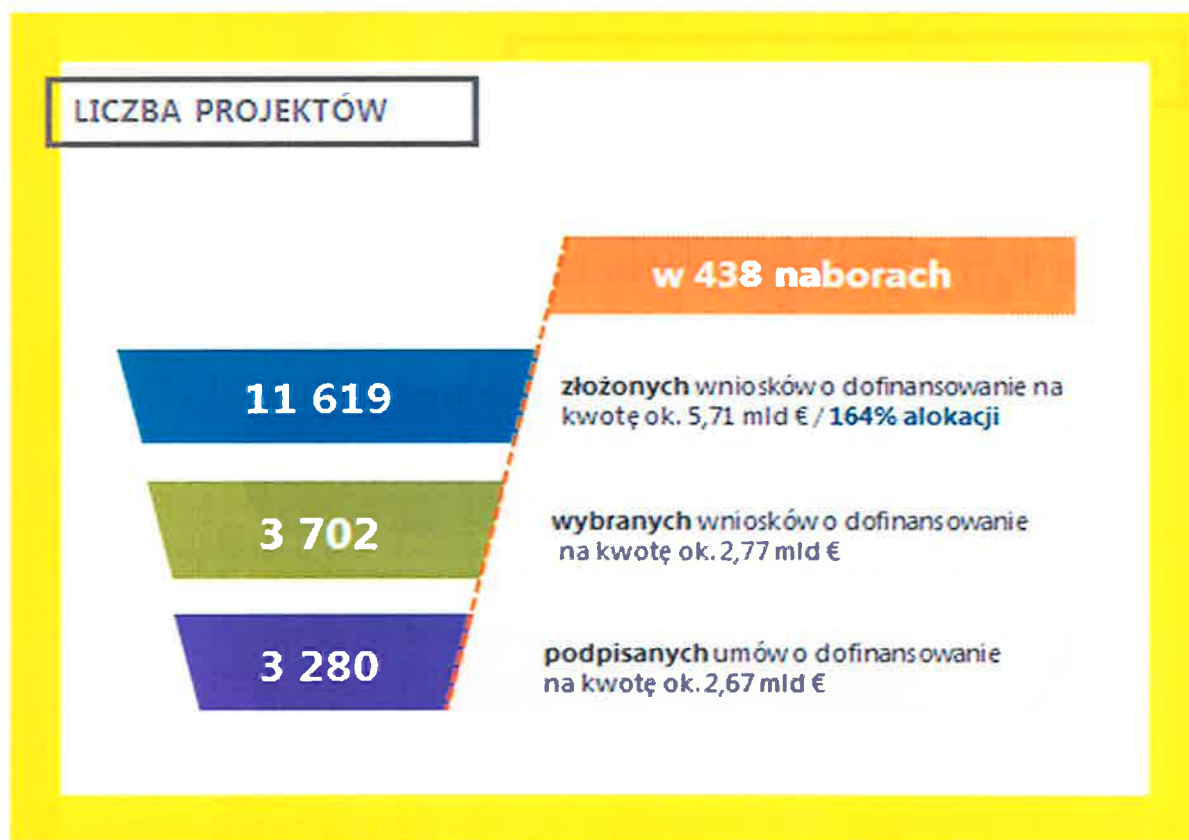 LICZBA PROJEKTÓW
w 438 naborach
11 619
złożonych wniosków o dofinansowanie na
kwotę ok. 5,71 mld € / 164% alokacji
3 702
wybranych wniosków o dofinansowanie
na kwotę ok. 2,77 mld €
3 280
podpisanych umów o dofinansowanie
na kwotę ok. 2,67 mld €